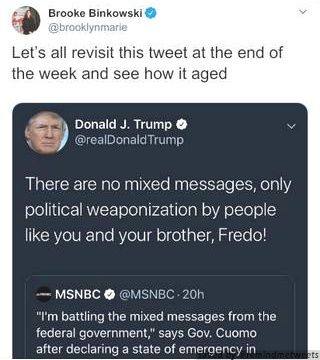 Brooke Binkowski
@brooklynmarie
Let's all revisit this tweet at the end of
the week and see how it aged
Donald J. Trump
@realDonaldTrump
There are no mixed messages, only
political weaponization by people
like you and your brother, Fredo!
MSNBC @MSNBC · 20h
"I'm battling the mixed messages from the
federal government," says Gov. Cuomo
after declaring a state of emergency in